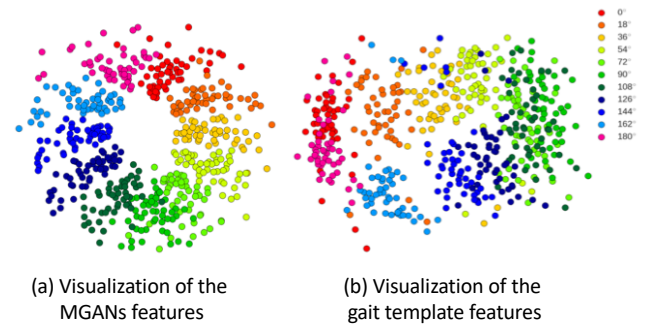 0°
18°
36°
54°
72°
90°
108°
126°
144°
162°
180°
(a) Visualization of the
MGANs features
(b) Visualization of the
gait template features